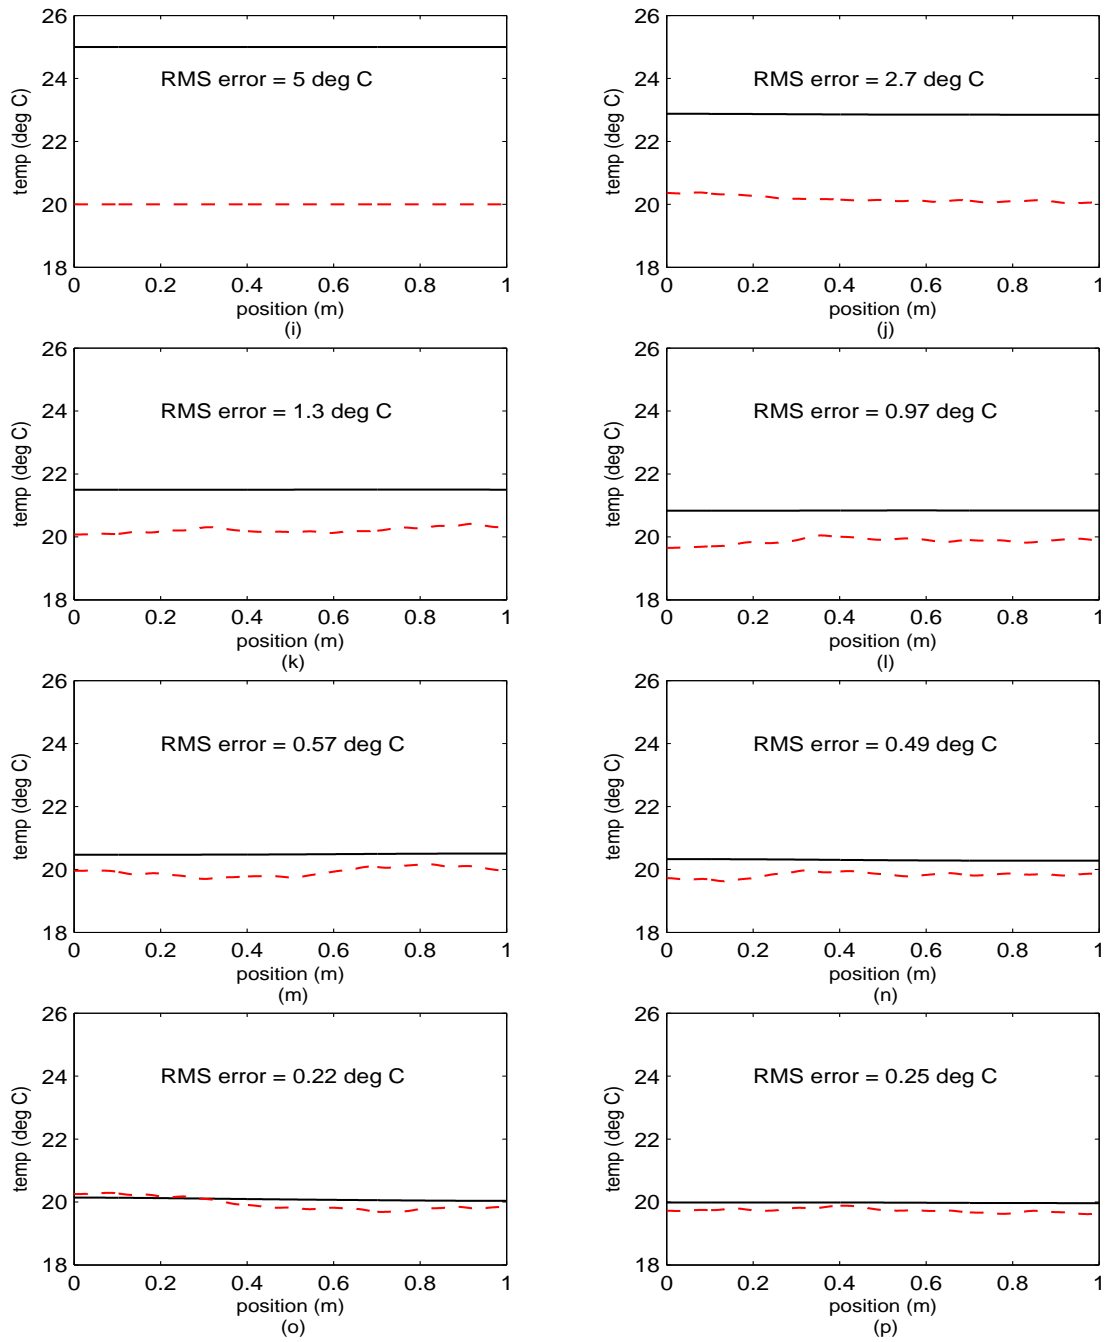 26
24
22
20
18
temp (deg C)
RMS error = 5 deg C
0 0.2 0.4 0.6 0.8 1
position (m)
(i)
26
24
22
20
18
temp (deg C)
RMS error = 2.7 deg C
0 0.2 0.4 0.6 0.8 1
position (m)
(j)
26
24
22
20
18
temp (deg C)
RMS error = 1.3 deg C
0 0.2 0.4 0.6 0.8 1
position (m)
(k)
26
24
22
20
18
temp (deg C)
RMS error = 0.97 deg C
0 0.2 0.4 0.6 0.8 1
position (m)
(l)
26
24
22
20
18
temp (deg C)
RMS error = 0.57 deg C
0 0.2 0.4 0.6 0.8 1
position (m)
(m)
26
24
22
20
18
temp (deg C)
RMS error = 0.49 deg C
0 0.2 0.4 0.6 0.8 1
position (m)
(n)
26
24
22
20
18
temp (deg C)
RMS error = 0.22 deg C
0 0.2 0.4 0.6 0.8 1
position (m)
(o)
26
24
22
20
18
temp (deg C)
RMS error = 0.25 deg C
0 0.2 0.4 0.6 0.8 1
position (m)
(p)